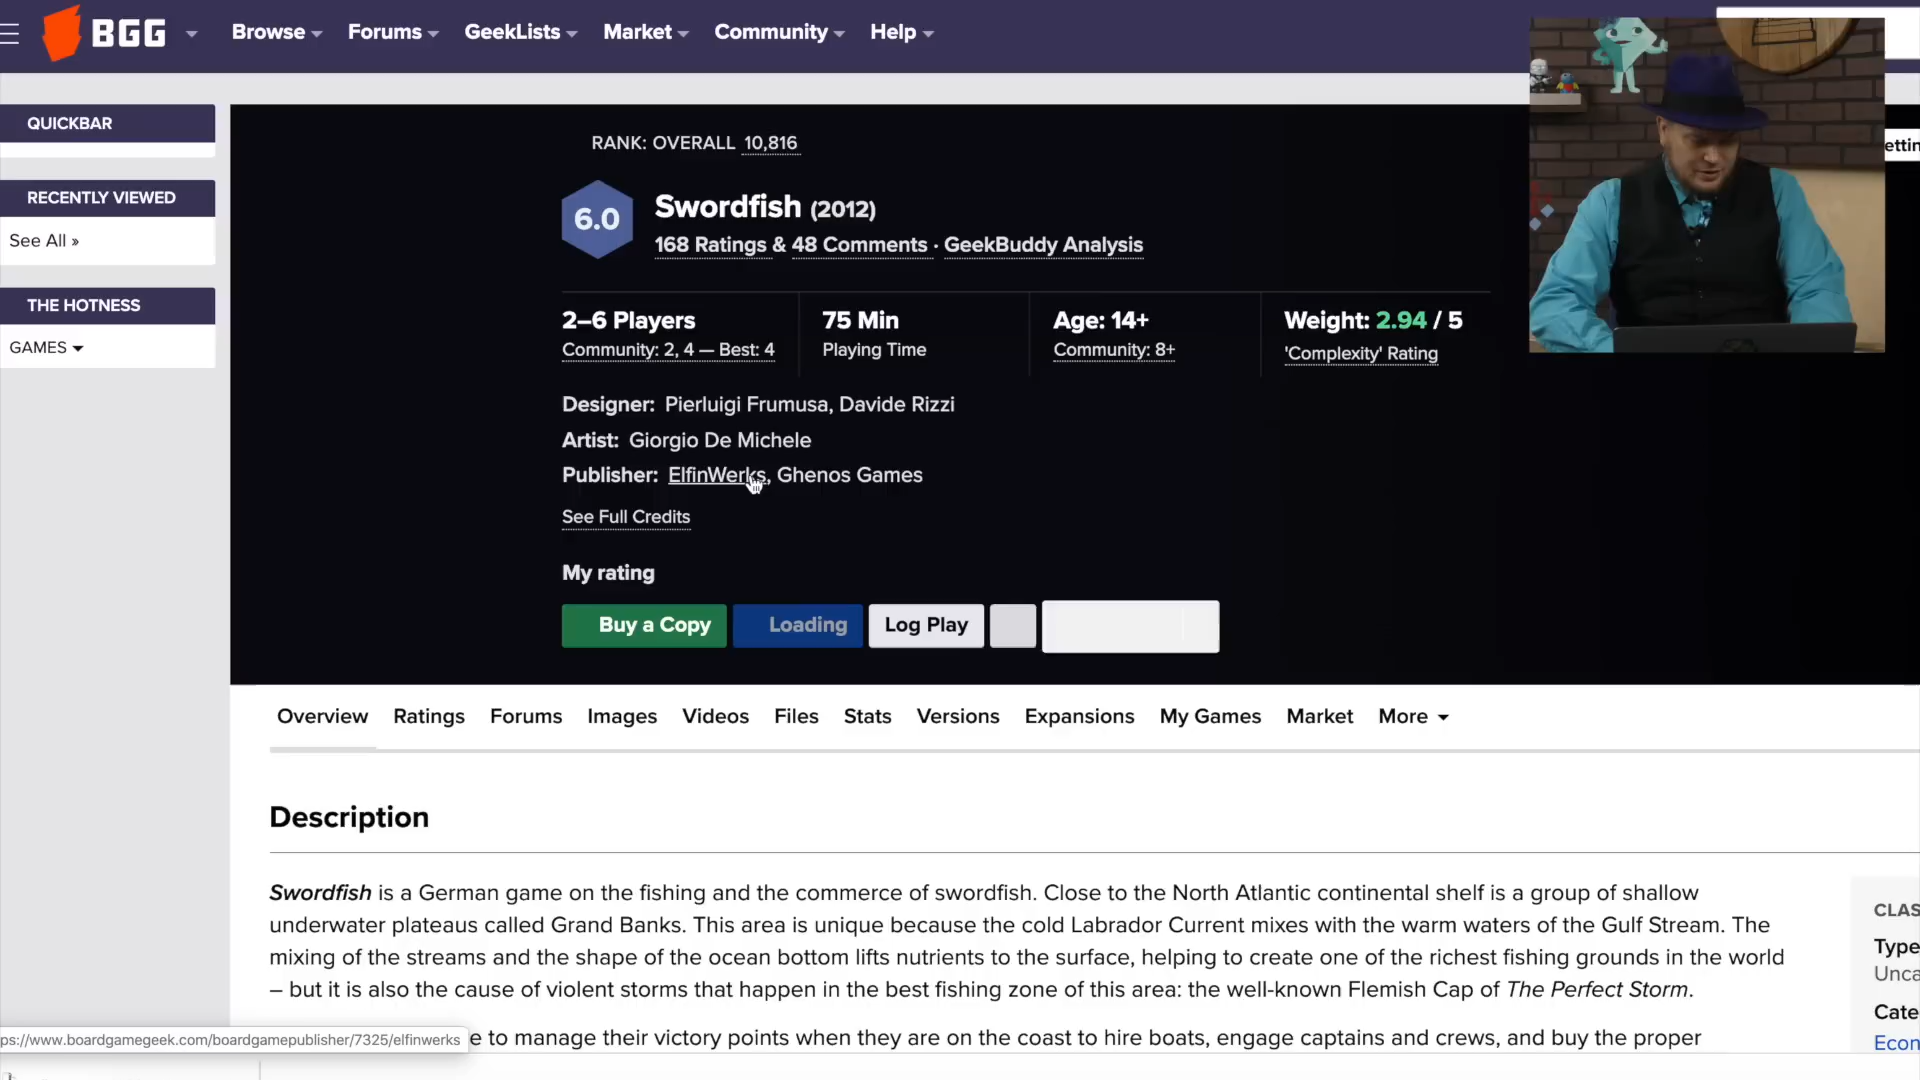 BGG
Browse
Forums
GeekLists
Market
Community
Help
QUICKBAR
RECENTLY VIEWED
See All »
THE HOTNESS
GAMES
RANK: OVERALL 10,816
6.0
Swordfish (2012)
168 Ratings & 48 Comments · GeekBuddy Analysis
2–6 Players
Community: 2, 4 — Best: 4
75 Min
Playing Time
Age: 14+
Community: 8+
Weight: 2.94 / 5
'Complexity' Rating
Designer: Pierluigi Frumusa, Davide Rizzi
Artist: Giorgio De Michele
Publisher: ElfinWerks, Ghenos Games
See Full Credits
My rating
Buy a Copy
Loading
Log Play
Overview
Ratings
Forums
Images
Videos
Files
Stats
Versions
Expansions
My Games
Market
More
Description
Swordfish is a German game on the fishing and the commerce of swordfish. Close to the North Atlantic continental shelf is a group of shallow
underwater plateaus called Grand Banks. This area is unique because the cold Labrador Current mixes with the warm waters of the Gulf Stream. The
mixing of the streams and the shape of the ocean bottom lifts nutrients to the surface, helping to create one of the richest fishing grounds in the world
– but it is also the cause of violent storms that happen in the best fishing zone of this area: the well-known Flemish Cap of The Perfect Storm.
e to manage their victory points when they are on the coast to hire boats, engage captains and crews, and buy the proper
ettin
CLAS
Type
Unca
Cate
Econ
ps://www.boardgamegeek.com/boardgamepublisher/7325/elfinwerks